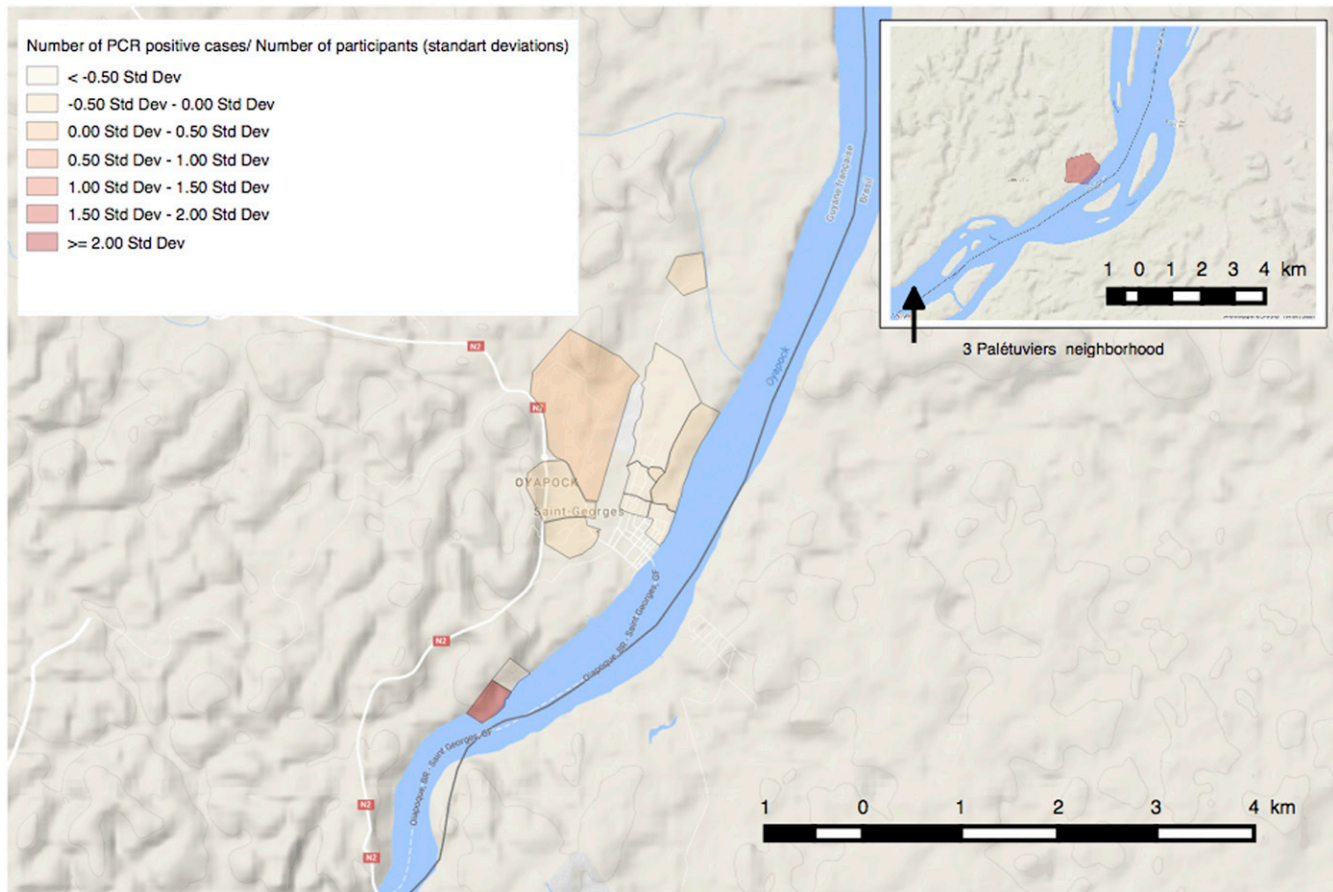 Number of PCR positive cases/ Number of participants (standart deviations)
< -0.50 Std Dev
-0.50 Std Dev - 0.00 Std Dev
0.00 Std Dev - 0.50 Std Dev
0.50 Std Dev - 1.00 Std Dev
1.00 Std Dev - 1.50 Std Dev
1.50 Std Dev - 2.00 Std Dev
>= 2.00 Std Dev
1 0 1 2 3 4 km
3 Palétuviers neighborhood
Guyane française
Brasil
Oyapock
N2
N2
OYAPOCK
Saint-Georges
Oiapoque, BR - Saint Georges, GF
N2
Oiapoque, BR - Saint Georges, GF
N2
N2
1 0 1 2 3 4 km